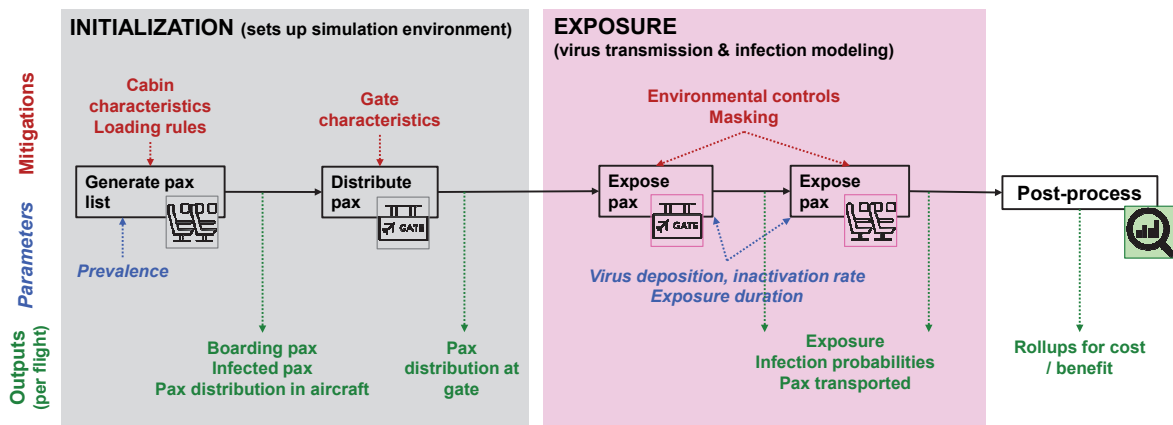 INITIALIZATION (sets up simulation environment)
EXPOSURE
(virus transmission & infection modeling)
Mitigations
Cabin
characteristics
Loading rules
Gate
characteristics
Environmental controls
Masking
Generate pax
list
Distribute
pax
GATE
Expose
pax
GATE
Expose
pax
Post-process
Parameters
Prevalence
Virus deposition, inactivation rate
Exposure duration
Outputs
(per flight)
Boarding pax
Infected pax
Pax distribution in aircraft
Pax
distribution at
gate
Exposure
Infection probabilities
Pax transported
Rollups for cost
/ benefit